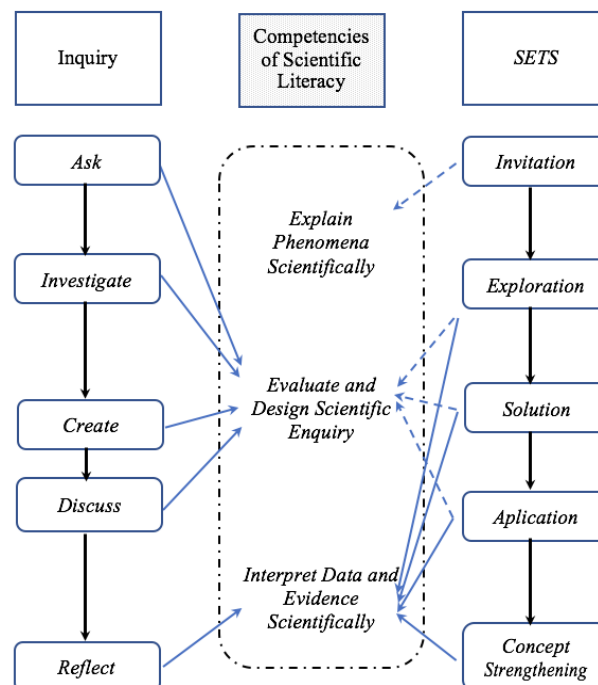 Inquiry
Competencies
of Scientific
Literacy
SETS
Ask
Investigate
Create
Discuss
Reflect
Explain
Phenomena
Scientifically
Evaluate and
Design Scientific
Enquiry
Interpret Data and
Evidence
Scientifically
Invitation
Exploration
Solution
Aplication
Concept
Strengthening